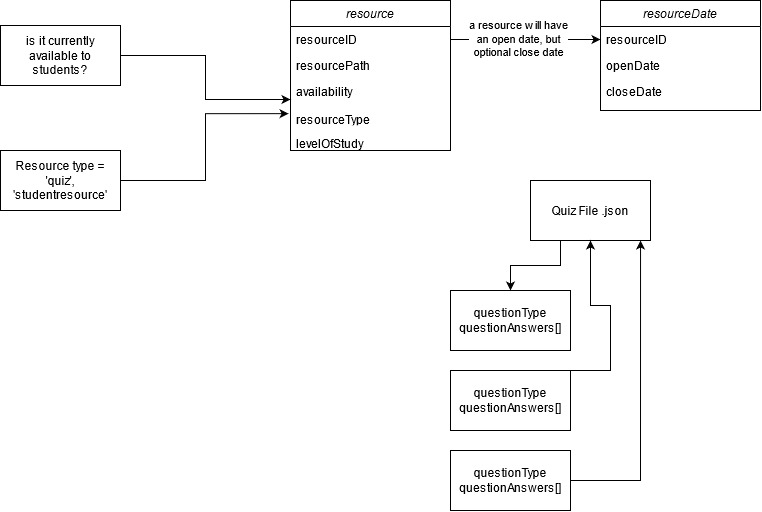 resource
resourceID
resourcePath
availability
resourceType
levelOfStudy
a resource will have
an open date, but
optional close date
resourceDate
resourceID
openDate
closeDate
is it currently
available to
students?
Resource type =
'quiz',
'studentresource'
Quiz File .json
questionType
questionAnswers[]
questionType
questionAnswers[]
questionType
questionAnswers[]